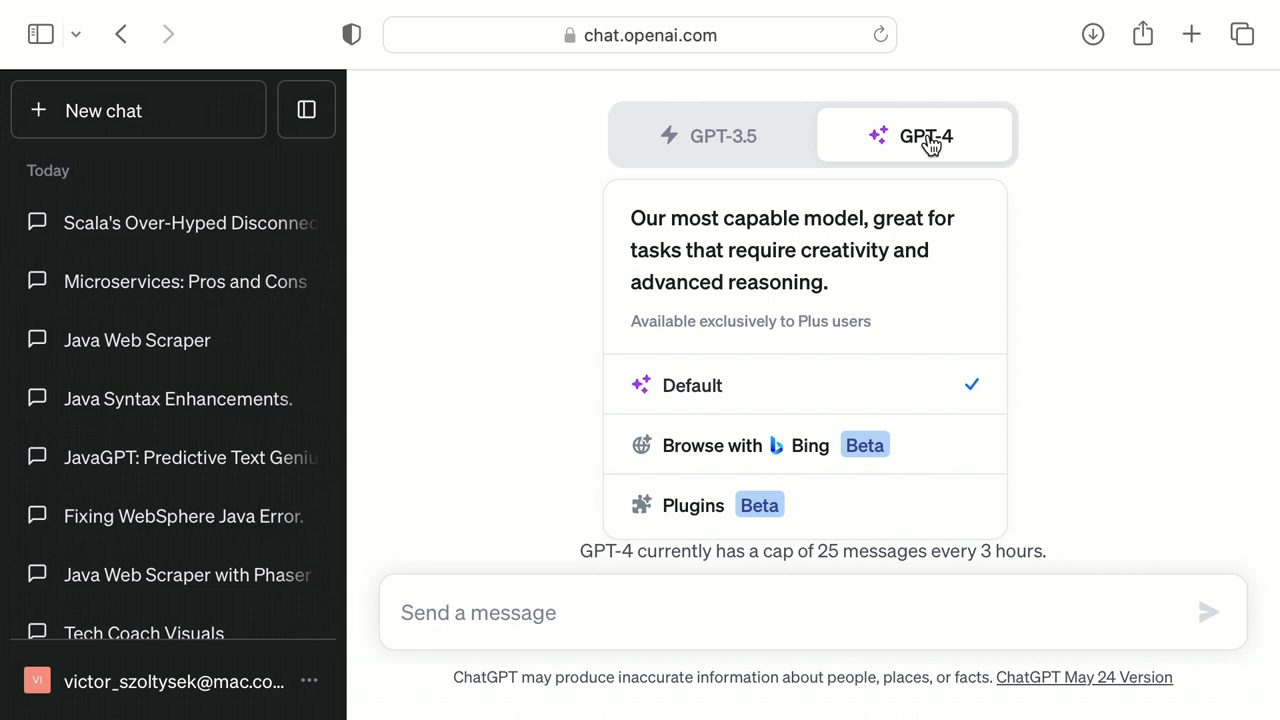 chat.openai.com
New chat
Today
Scala's Over-Hyped Disconnec
Microservices: Pros and Cons
Java Web Scraper
Java Syntax Enhancements.
JavaGPT: Predictive Text Geniu
Fixing WebSphere Java Error.
Java Web Scraper with Phaser
Tech Coach Visuals
VI
victor_szoltysek@mac.co...
GPT-3.5
GPT-4
Our most capable model, great for
tasks that require creativity and
advanced reasoning.
Available exclusively to Plus users
Default
Browse with Bing Beta
Plugins Beta
GPT-4 currently has a cap of 25 messages every 3 hours.
Send a message
ChatGPT may produce inaccurate information about people, places, or facts. ChatGPT May 24 Version